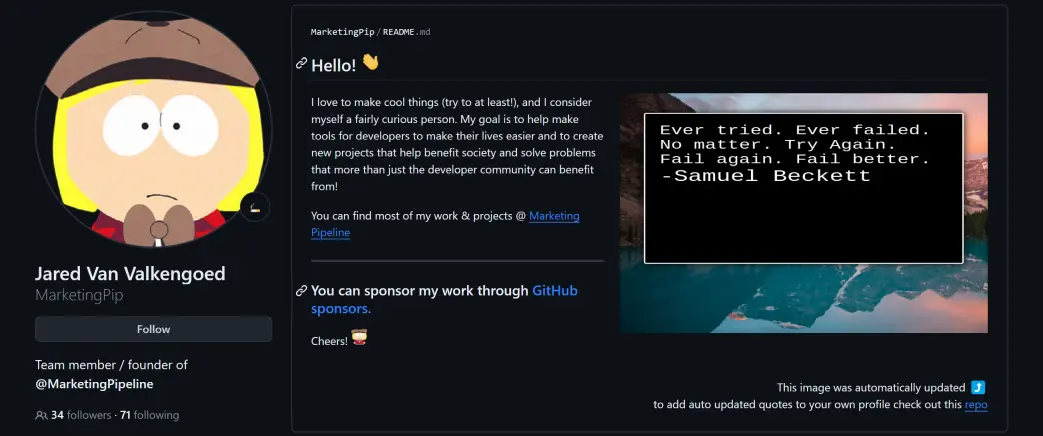 Jared Van Valkengoed
MarketingPip
Follow
Team member / founder of
@MarketingPipeline
34 followers · 71 following
MarketingPip/README.md
Hello! 👋
I love to make cool things (try to at least!), and I consider
myself a fairly curious person. My goal is to help make
tools for developers to make their lives easier and to create
new projects that help benefit society and solve problems
that more than just the developer community can benefit
from!
You can find most of my work & projects @ Marketing
Pipeline
You can sponsor my work through GitHub
sponsors.
Cheers!
Ever tried. Ever failed.
No matter. Try Again.
Fail again. Fail better.
-Samuel Beckett
This image was automatically updated ⤴
to add auto updated quotes to your own profile check out this repo